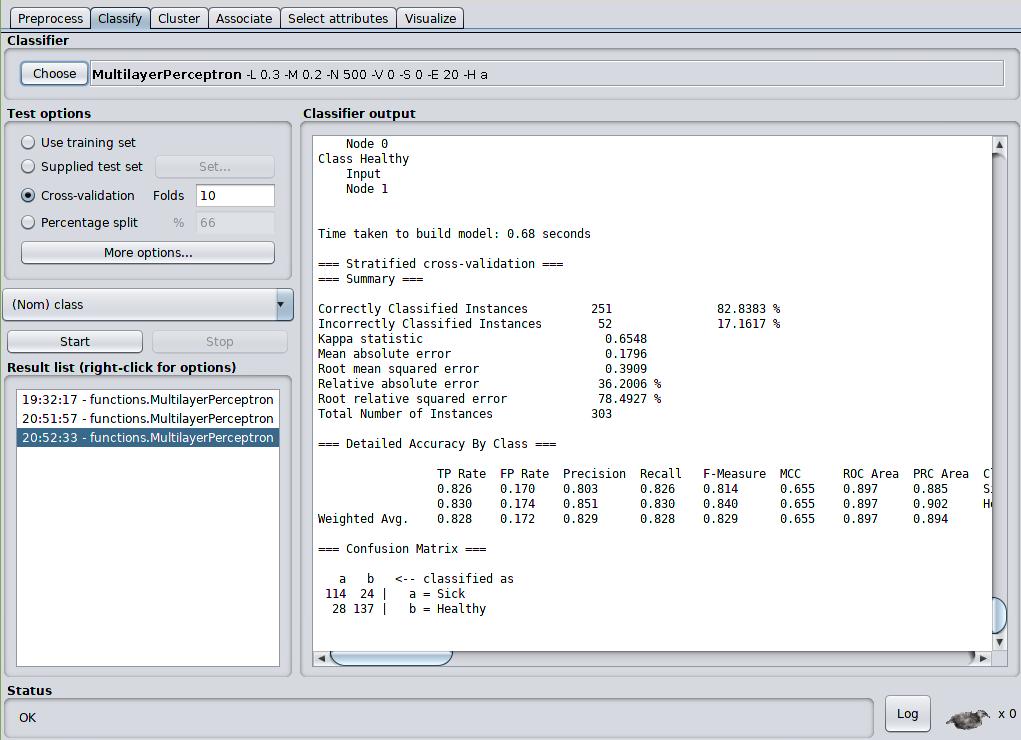 Preprocess Classify Cluster Associate Select attributes Visualize
Classifier
Choose MultilayerPerceptron -L 0.3 -M 0.2 -N 500 -V 0 -S 0 -E 20 -H a
Test options
Use training set
Supplied test set Set...
Cross-validation Folds 10
Percentage split % 66
More options...
(Nom) class
Start Stop
Result list (right-click for options)
19:32:17 - functions.MultilayerPerceptron
20:51:57 - functions.MultilayerPerceptron
20:52:33 - functions.MultilayerPerceptron
Classifier output
Node 0
Class Healthy
Input
Node 1
Time taken to build model: 0.68 seconds
=== Stratified cross-validation ===
=== Summary ===
Correctly Classified Instances 251 82.8383 %
Incorrectly Classified Instances 52 17.1617 %
Kappa statistic 0.6548
Mean absolute error 0.1796
Root mean squared error 0.3909
Relative absolute error 36.2006 %
Root relative squared error 78.4927 %
Total Number of Instances 303
=== Detailed Accuracy By Class ===
TP Rate FP Rate Precision Recall F-Measure MCC ROC Area PRC Area
0.826 0.170 0.803 0.826 0.814 0.655 0.897 0.885
0.830 0.174 0.851 0.830 0.840 0.655 0.897 0.902
Weighted Avg. 0.828 0.172 0.829 0.828 0.829 0.655 0.897 0.894
=== Confusion Matrix ===
a b <-- classified as
114 24 | a = Sick
28 137 | b = Healthy
Status
OK
Log x 0